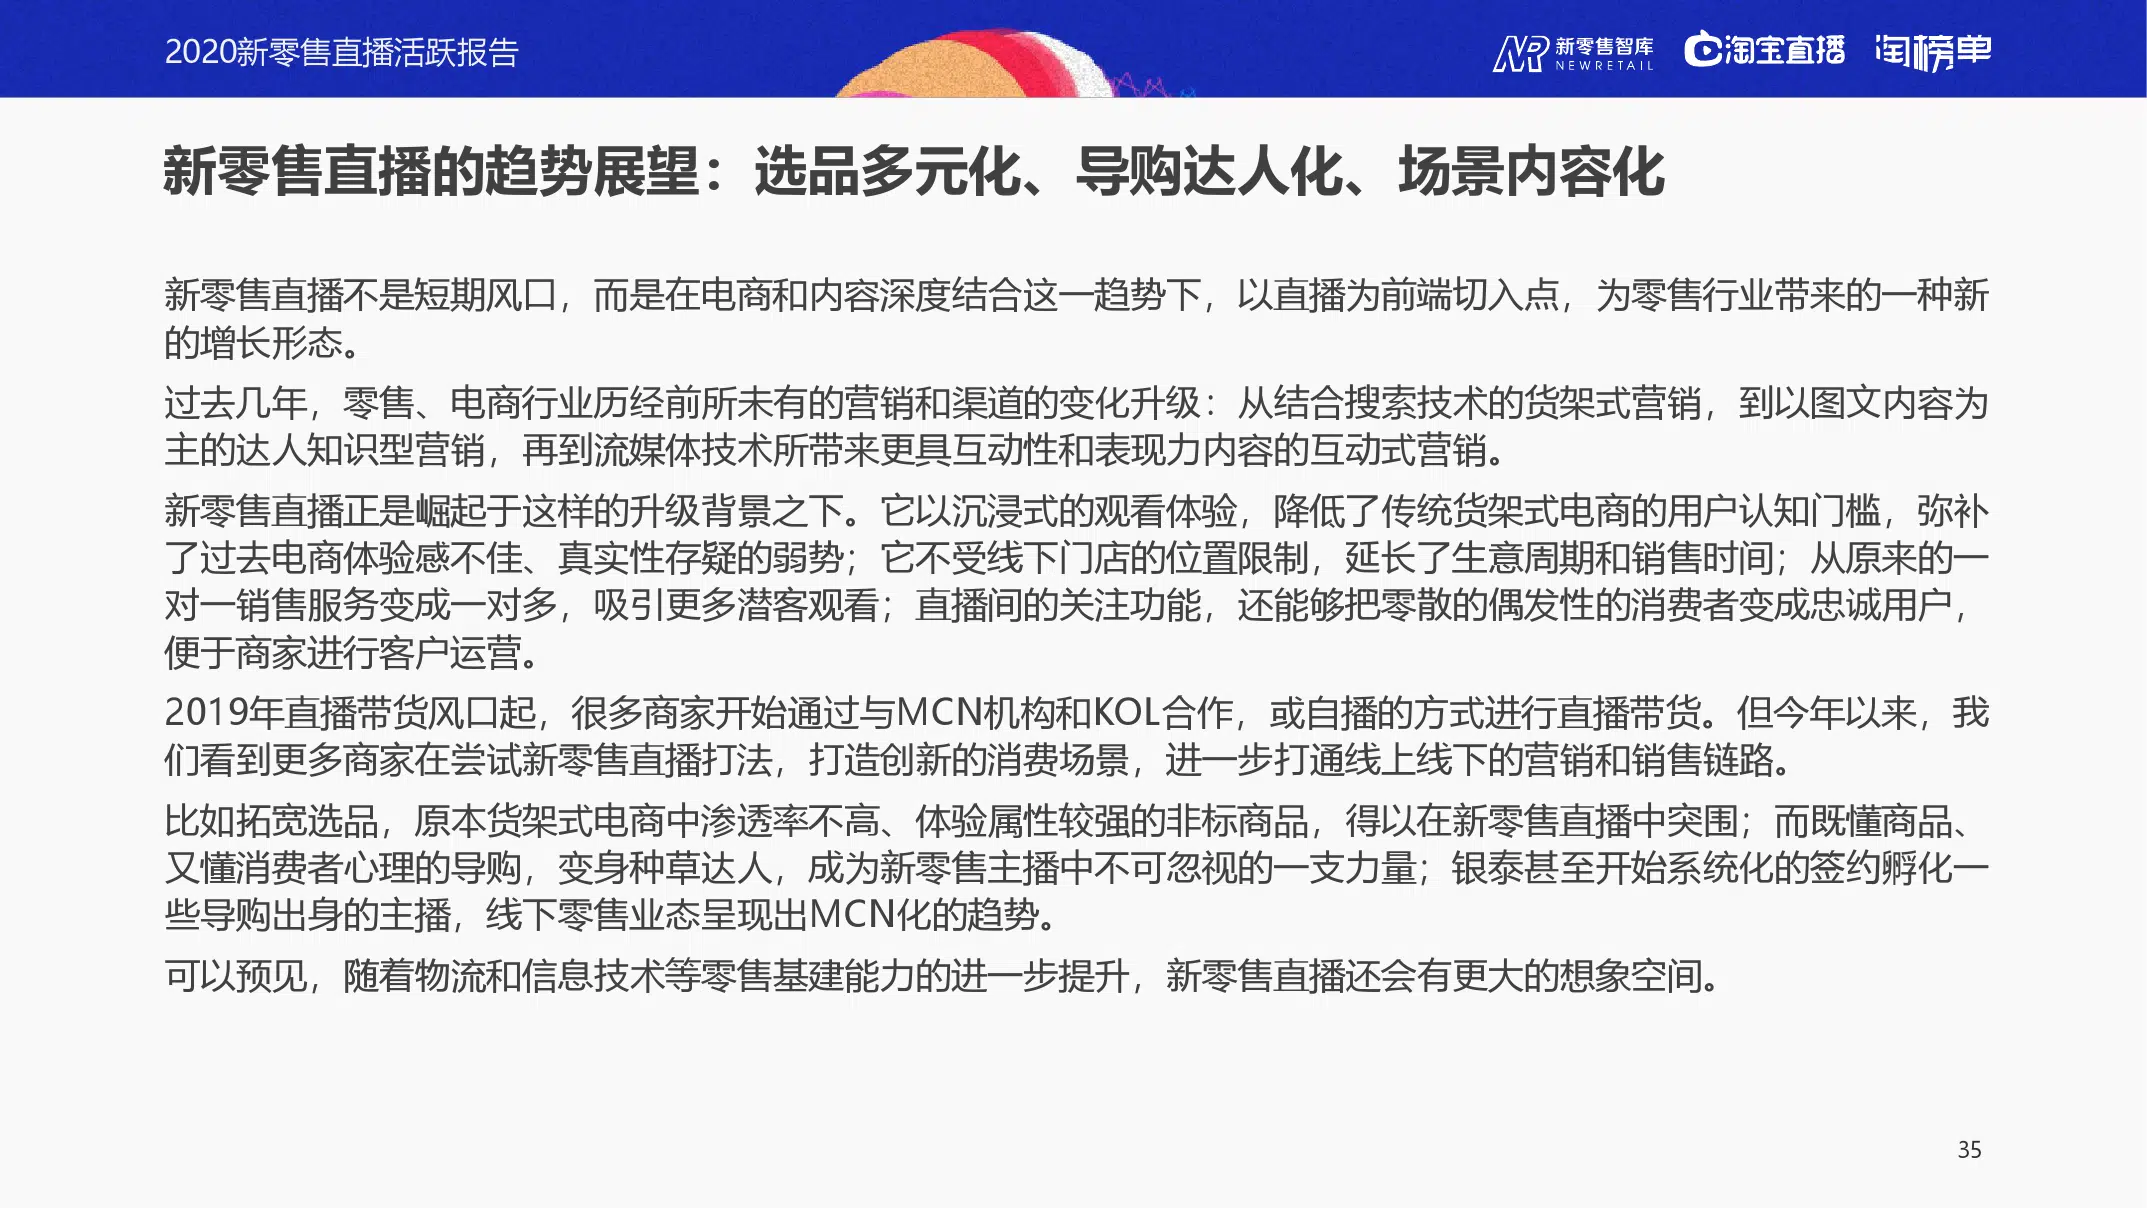 2020新零售直播活跃报告
NR 新零售智库
NEWRETAIL
淘宝直播
淘榜单
新零售直播的趋势展望：选品多元化、导购达人化、场景内容化
新零售直播不是短期风口，而是在电商和内容深度结合这一趋势下，以直播为前端切入点，为零售行业带来的一种新
的增长形态。
过去几年，零售、电商行业历经前所未有的营销和渠道的变化升级：从结合搜索技术的货架式营销，到以图文内容为
主的达人知识型营销，再到流媒体技术所带来更具互动性和表现力内容的互动式营销。
新零售直播正是崛起于这样的升级背景之下。它以沉浸式的观看体验，降低了传统货架式电商的用户认知门槛，弥补
了过去电商体验感不佳、真实性存疑的弱势；它不受线下门店的位置限制，延长了生意周期和销售时间；从原来的一
对一销售服务变成一对多，吸引更多潜客观看；直播间的关注功能，还能够把零散的偶发性的消费者变成忠诚用户，
便于商家进行客户运营。
2019年直播带货风口起，很多商家开始通过与MCN机构和KOL合作，或自播的方式进行直播带货。但今年以来，我
们看到更多商家在尝试新零售直播打法，打造创新的消费场景，进一步打通线上线下的营销和销售链路。
比如拓宽选品，原本货架式电商中渗透率不高、体验属性较强的非标商品，得以在新零售直播中突围；而既懂商品、
又懂消费者心理的导购，变身种草达人，成为新零售主播中不可忽视的一支力量；银泰甚至开始系统化的签约孵化一
些导购出身的主播，线下零售业态呈现出MCN化的趋势。
可以预见，随着物流和信息技术等零售基建能力的进一步提升，新零售直播还会有更大的想象空间。
35